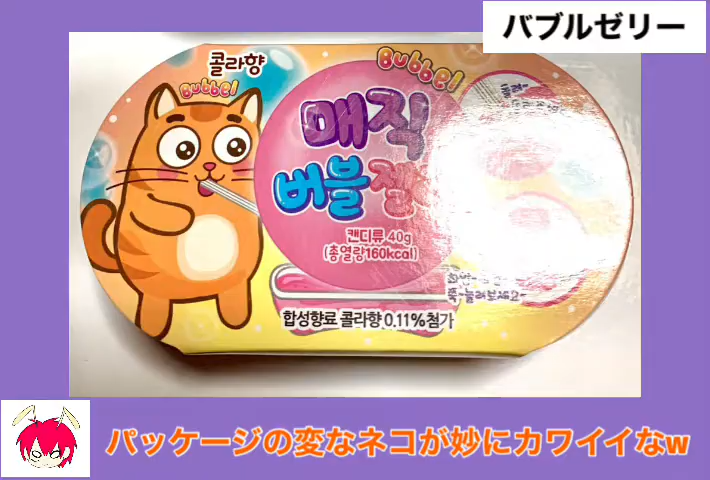 バブルゼリー
콜라향
Bubbel
Bubbel
매직
버블젤
캔디류 40g
(총열량160kcal)
합성향료 콜라향 0.11% 첨가
パッケージの変なネコが妙にカワイイなw